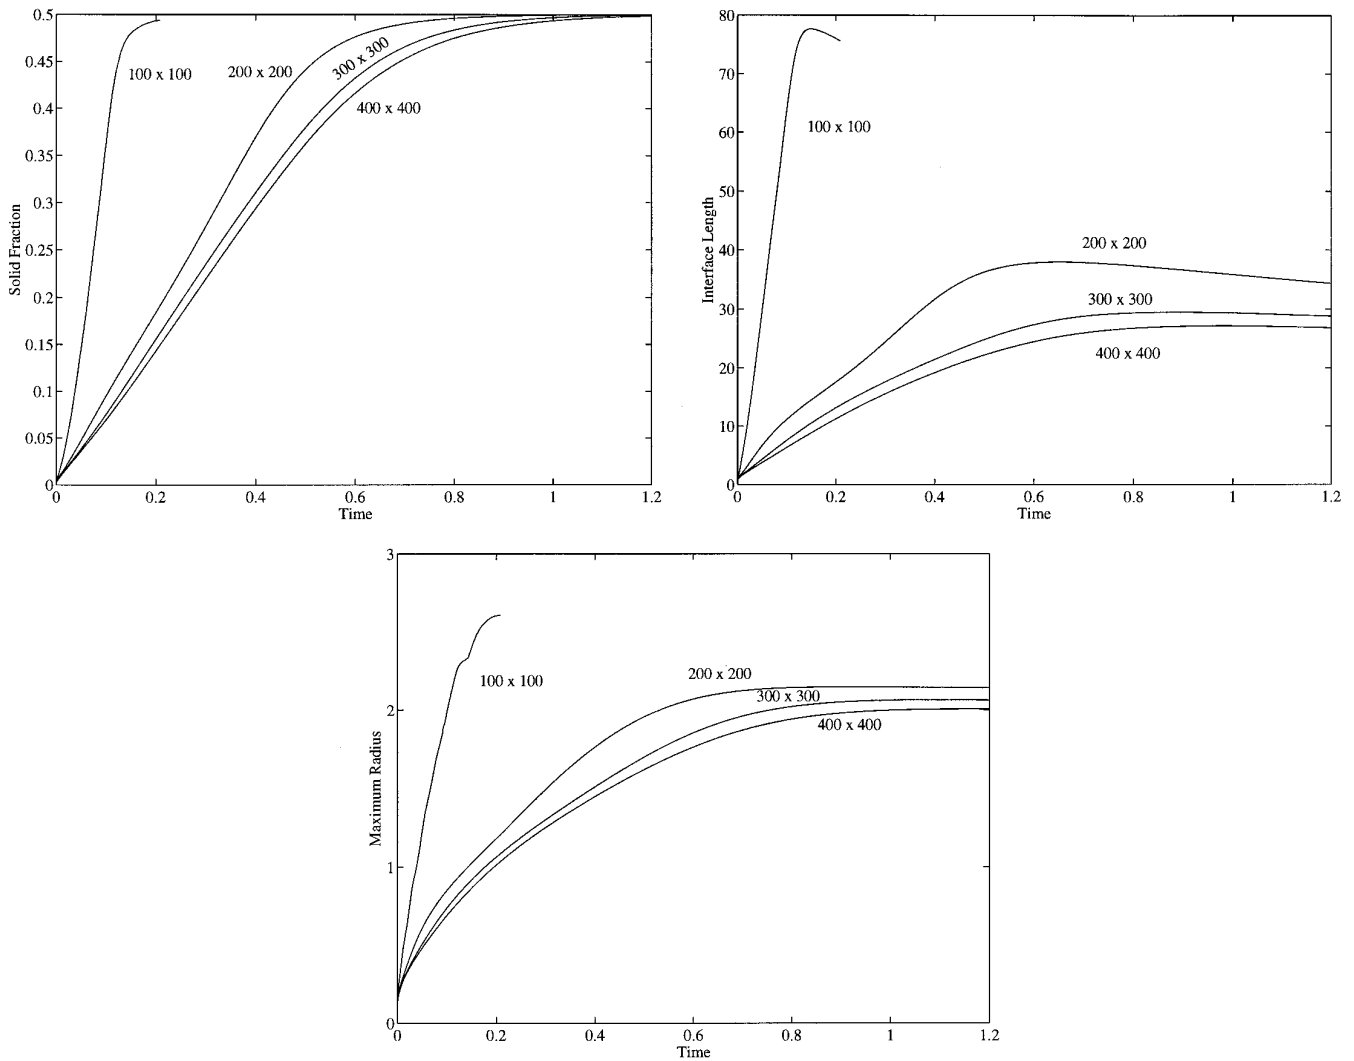 0.5
0.45
0.4
0.35
0.3
0.25
0.2
0.15
0.1
0.05
0
Solid Fraction
100 x 100
200 x 200
300 x 300
400 x 400
0 0.2 0.4 0.6 0.8 1 1.2
Time
80
70
60
50
40
30
20
10
0
Interface Length
100 x 100
200 x 200
300 x 300
400 x 400
0 0.2 0.4 0.6 0.8 1 1.2
Time
3
2
1
0
Maximum Radius
100 x 100
200 x 200
300 x 300
400 x 400
0 0.2 0.4 0.6 0.8 1 1.2
Time